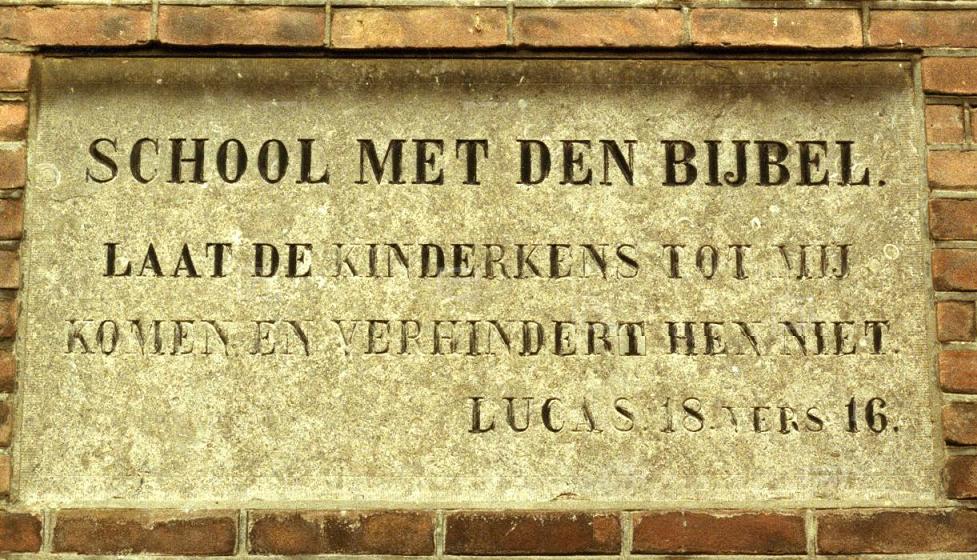 SCHOOL MET DEN BIJBEL.
LAAT DE KINDERKENS TOT MIJ
KOMEN EN VERHINDERT HEN NIET.
LUCAS 18 VERS 16.